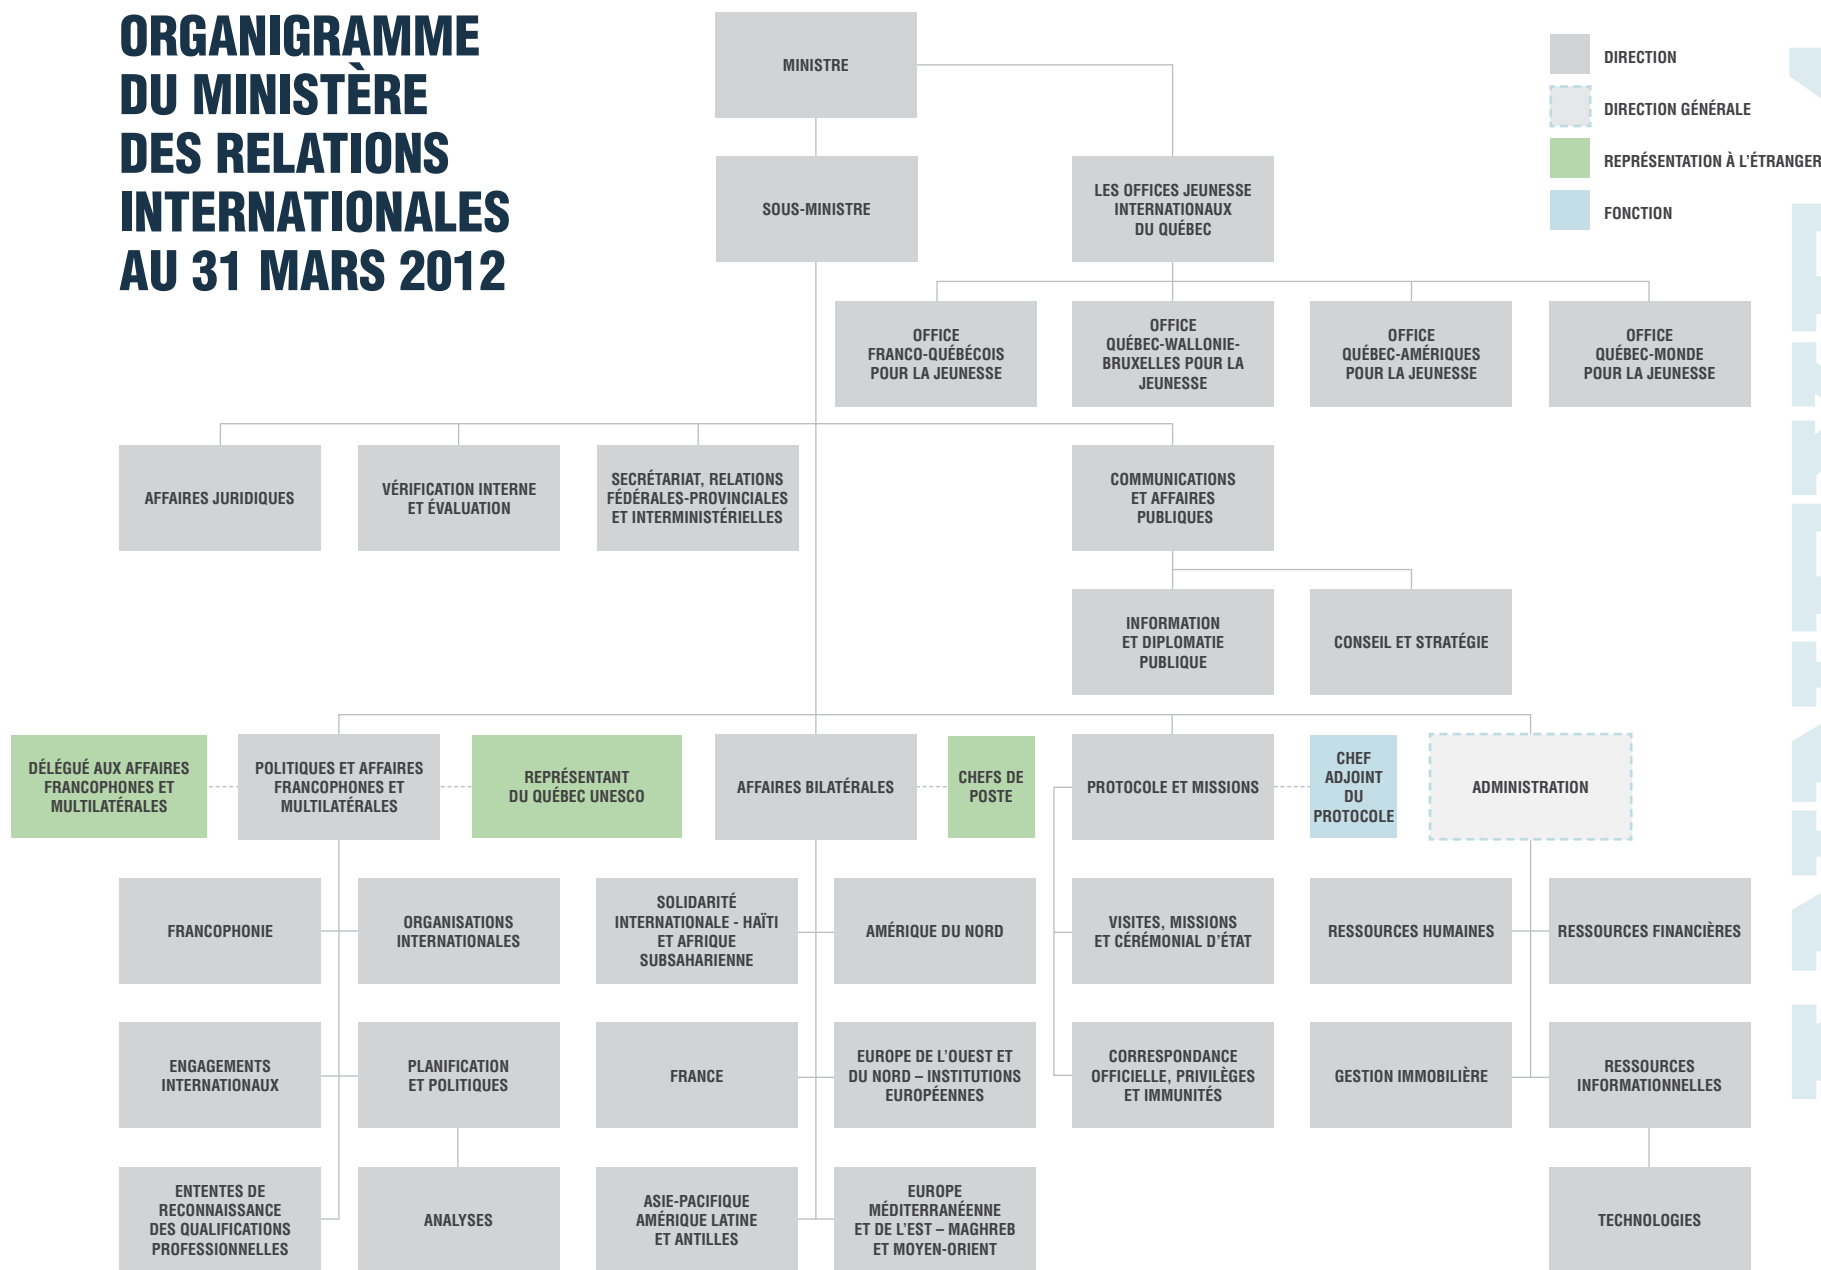 ORGANIGRAMME
DU MINISTÈRE
DES RELATIONS
INTERNATIONALES
AU 31 MARS 2012
MINISTRE
DIRECTION
DIRECTION GÉNÉRALE
REPRÉSENTATION À L'ÉTRANGER
FONCTION
SOUS-MINISTRE
LES OFFICES JEUNESSE
INTERNATIONAUX
DU QUÉBEC
OFFICE
FRANCO-QUÉBÉCOIS
POUR LA JEUNESSE
OFFICE
QUÉBEC-WALLONIE-
BRUXELLES POUR LA
JEUNESSE
OFFICE
QUÉBEC-AMÉRIQUES
POUR LA JEUNESSE
OFFICE
QUÉBEC-MONDE
POUR LA JEUNESSE
AFFAIRES JURIDIQUES
VÉRIFICATION INTERNE
ET ÉVALUATION
SECRÉTARIAT, RELATIONS
FÉDÉRALES-PROVINCIALES
ET INTERMINISTÉRIELLES
COMMUNICATIONS
ET AFFAIRES
PUBLIQUES
INFORMATION
ET DIPLOMATIE
PUBLIQUE
CONSEIL ET STRATÉGIE
DÉLÉGUÉ AUX AFFAIRES
FRANCOPHONES ET
MULTILATÉRALES
POLITIQUES ET AFFAIRES
FRANCOPHONES ET
MULTILATÉRALES
REPRÉSENTANT
DU QUÉBEC UNESCO
AFFAIRES BILATÉRALES
CHEFS DE
POSTE
PROTOCOLE ET MISSIONS
CHEF
ADJOINT
DU
PROTOCOLE
ADMINISTRATION
FRANCOPHONIE
ORGANISATIONS
INTERNATIONALES
SOLIDARITÉ
INTERNATIONALE - HAÏTI
ET AFRIQUE
SUBSAHARIENNE
AMÉRIQUE DU NORD
VISITES, MISSIONS
ET CÉRÉMONIAL D'ÉTAT
RESSOURCES HUMAINES
RESSOURCES FINANCIÈRES
ENGAGEMENTS
INTERNATIONAUX
PLANIFICATION
ET POLITIQUES
FRANCE
EUROPE DE L'OUEST ET
DU NORD – INSTITUTIONS
EUROPÉENNES
CORRESPONDANCE
OFFICIELLE, PRIVILÈGES
ET IMMUNITÉS
GESTION IMMOBILIÈRE
RESSOURCES
INFORMATIONNELLES
ENTENTES DE
RECONNAISSANCE
DES QUALIFICATIONS
PROFESSIONNELLES
ANALYSES
ASIE-PACIFIQUE
AMÉRIQUE LATINE
ET ANTILLES
EUROPE
MÉDITERRANÉENNE
ET DE L'EST – MAGHREB
ET MOYEN-ORIENT
TECHNOLOGIES